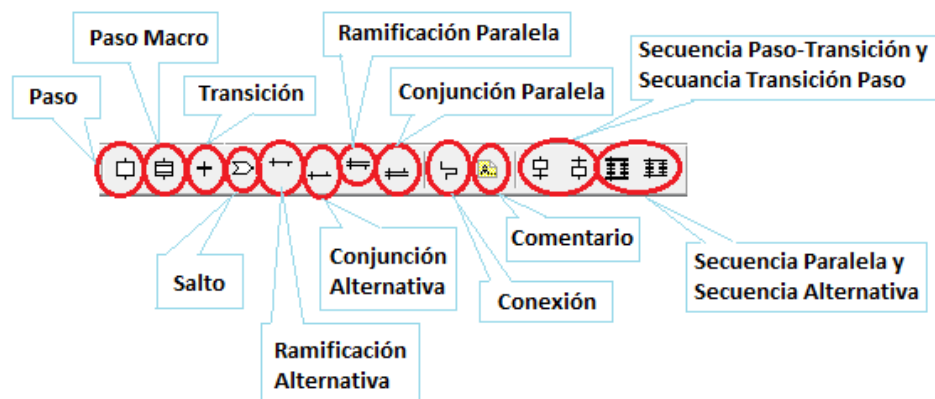 Paso Macro
Ramificación Paralela
Secuencia Paso-Transición y
Secuancia Transición Paso
Paso
Transición
Conjunción Paralela
A..
Salto
Conjunción
Alternativa
Comentario
Conexión
Secuencia Paralela y
Secuencia Alternativa
Ramificación
Alternativa